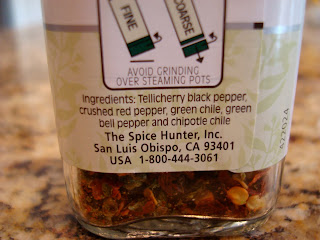 FINE
COARSE
AVOID GRINDING
OVER STEAMING POTS
Ingredients: Tellicherry black pepper,
crushed red pepper, green chile, green
bell pepper and chipotle chile
The Spice Hunter, Inc.
San Luis Obispo, CA 93401
USA 1-800-444-3061